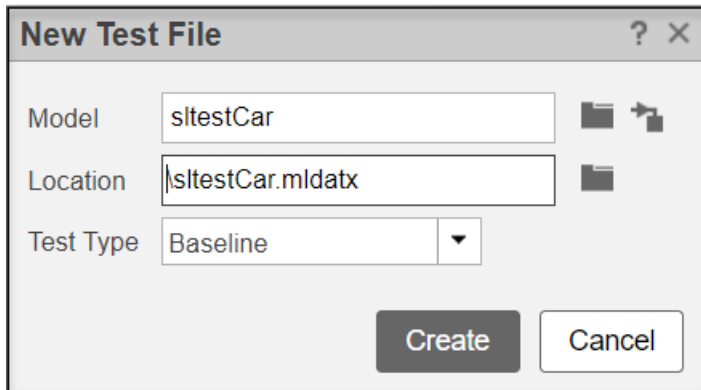 New Test File ? ×
Model sltestCar
Location \sltestCar.mldatx
Test Type Baseline
Create Cancel